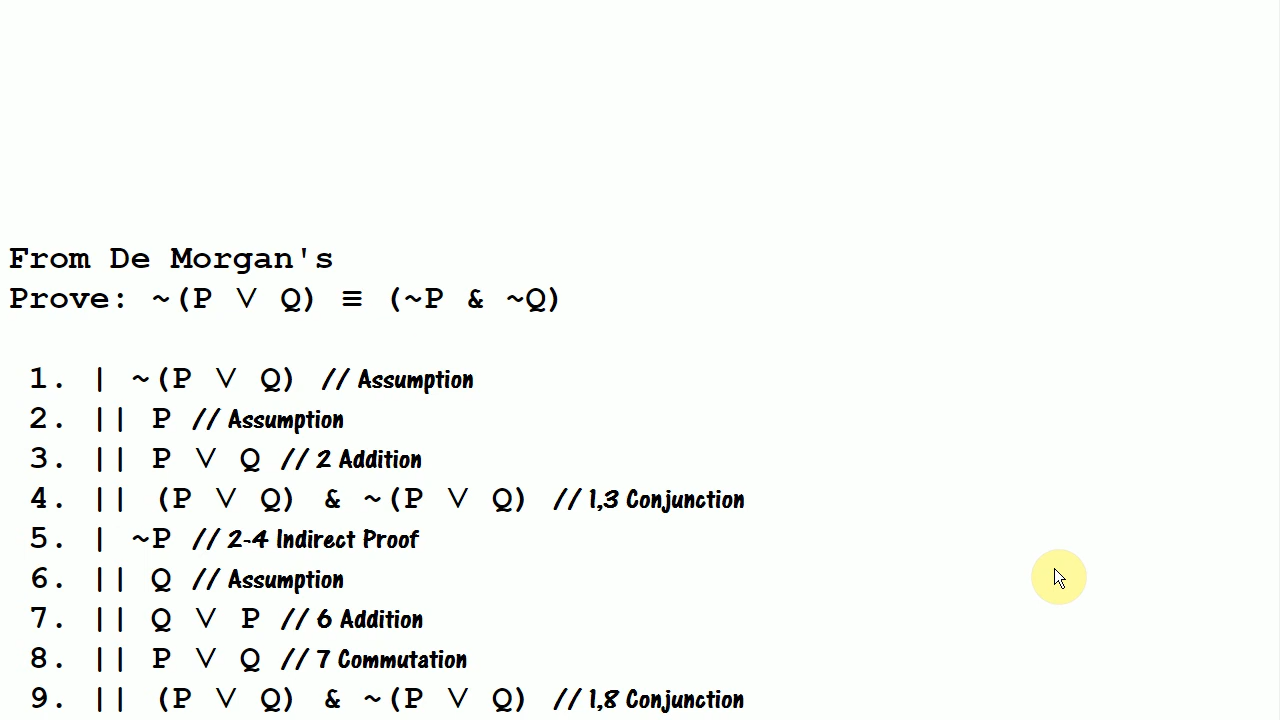 From De Morgan's
Prove: ~(P ∨ Q) ≡ (~P & ~Q)
1. | ~(P ∨ Q) // Assumption
2. || P // Assumption
3. || P ∨ Q // 2 Addition
4. || (P ∨ Q) & ~(P ∨ Q) // 1,3 Conjunction
5. | ~P // 2-4 Indirect Proof
6. || Q // Assumption
7. || Q ∨ P // 6 Addition
8. || P ∨ Q // 7 Commutation
9. || (P ∨ Q) & ~(P ∨ Q) // 1,8 Conjunction